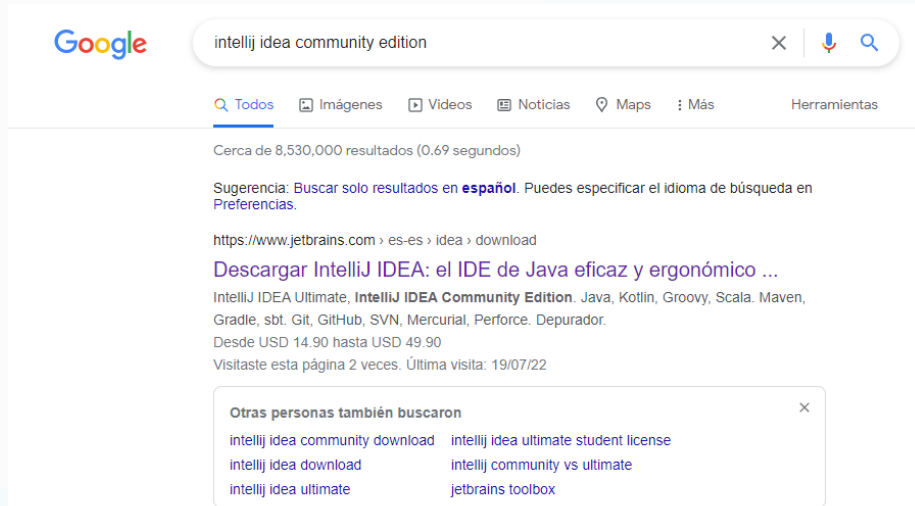 Google
intellij idea community edition
Todos Imágenes Videos Noticias Maps Más Herramientas
Cerca de 8,530,000 resultados (0.69 segundos)
Sugerencia: Buscar solo resultados en español. Puedes especificar el idioma de búsqueda en
Preferencias.
https://www.jetbrains.com › es-es › idea › download
Descargar IntelliJ IDEA: el IDE de Java eficaz y ergonómico ...
IntelliJ IDEA Ultimate, IntelliJ IDEA Community Edition. Java, Kotlin, Groovy, Scala. Maven,
Gradle, sbt. Git, GitHub, SVN, Mercurial, Perforce. Depurador.
Desde USD 14.90 hasta USD 49.90
Visitaste esta página 2 veces. Última visita: 19/07/22
Otras personas también buscaron
intellij idea community download intellij idea ultimate student license
intellij idea download intellij community vs ultimate
intellij idea ultimate jetbrains toolbox